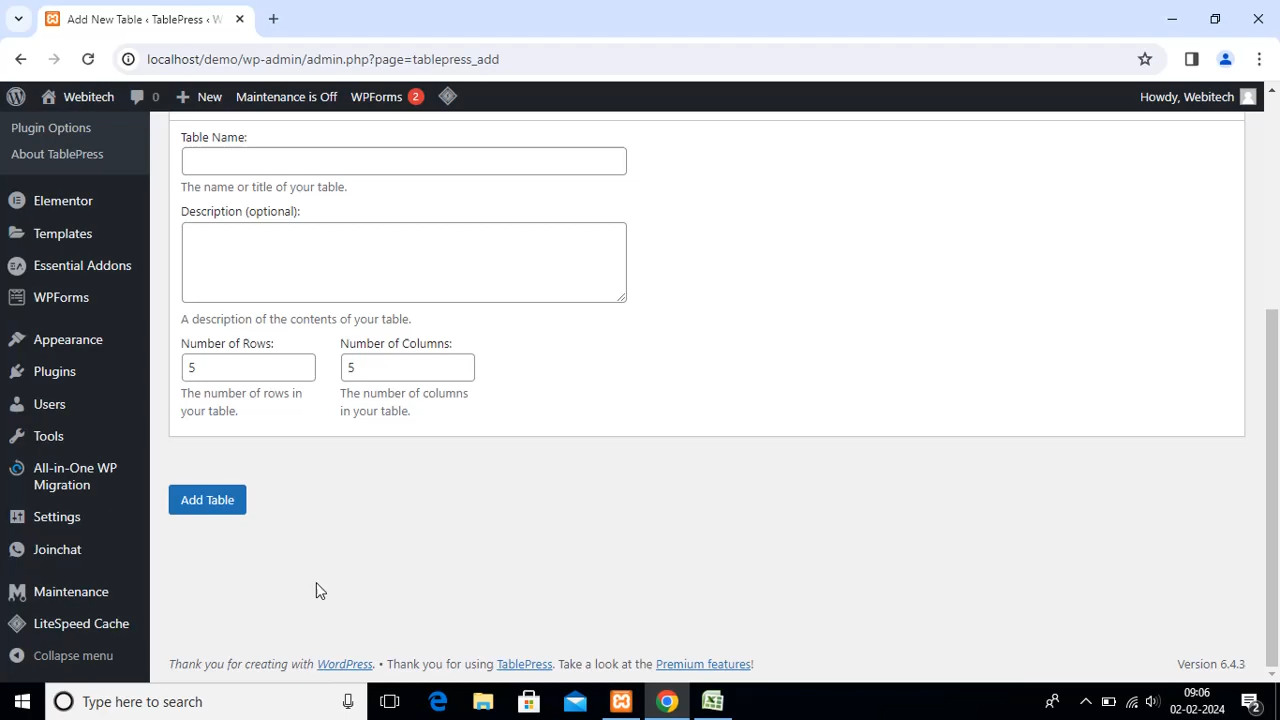 Add New Table ‹ TablePress ‹ W
localhost/demo/wp-admin/admin.php?page=tablepress_add
Webitech
0
New
Maintenance is Off
WPForms 2
Howdy, Webitech
Plugin Options
About TablePress
Elementor
Templates
Essential Addons
WPForms
Appearance
Plugins
Users
Tools
All-in-One WP
Migration
Settings
Joinchat
Maintenance
LiteSpeed Cache
Collapse menu
Table Name:
The name or title of your table.
Description (optional):
A description of the contents of your table.
Number of Rows:
5
The number of rows in
your table.
Number of Columns:
5
The number of columns
in your table.
Add Table
Thank you for creating with WordPress. • Thank you for using TablePress. Take a look at the Premium features!
Version 6.4.3
Type here to search
09:06
02-02-2024
2